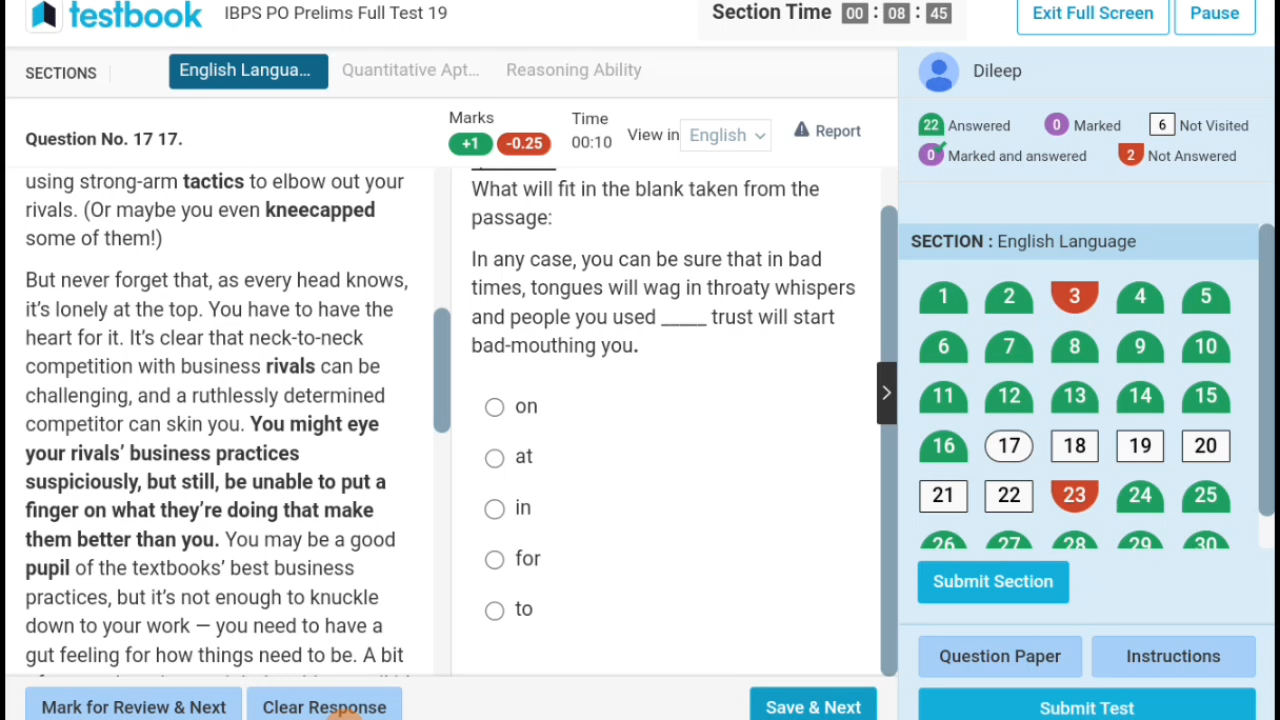 testbook
IBPS PO Prelims Full Test 19
Section Time 00 : 08 : 45
Exit Full Screen
Pause
SECTIONS
English Langua...
Quantitative Apt...
Reasoning Ability
Dileep
Question No. 17 17.
Marks
+1 -0.25
Time
00:10
View in English
Report
22 Answered
0 Marked
6 Not Visited
0 Marked and answered
2 Not Answered
using strong-arm tactics to elbow out your
rivals. (Or maybe you even kneecapped
some of them!)
But never forget that, as every head knows,
it's lonely at the top. You have to have the
heart for it. It's clear that neck-to-neck
competition with business rivals can be
challenging, and a ruthlessly determined
competitor can skin you. You might eye
your rivals' business practices
suspiciously, but still, be unable to put a
finger on what they're doing that make
them better than you. You may be a good
pupil of the textbooks' best business
practices, but it's not enough to knuckle
down to your work — you need to have a
gut feeling for how things need to be. A bit
What will fit in the blank taken from the
passage:
In any case, you can be sure that in bad
times, tongues will wag in throaty whispers
and people you used _____ trust will start
bad-mouthing you.
on
at
in
for
to
SECTION : English Language
1 2 3 4 5
6 7 8 9 10
11 12 13 14 15
16 17 18 19 20
21 22 23 24 25
26 27 28 29 30
Submit Section
Question Paper
Instructions
Mark for Review & Next
Clear Response
Save & Next
Submit Test